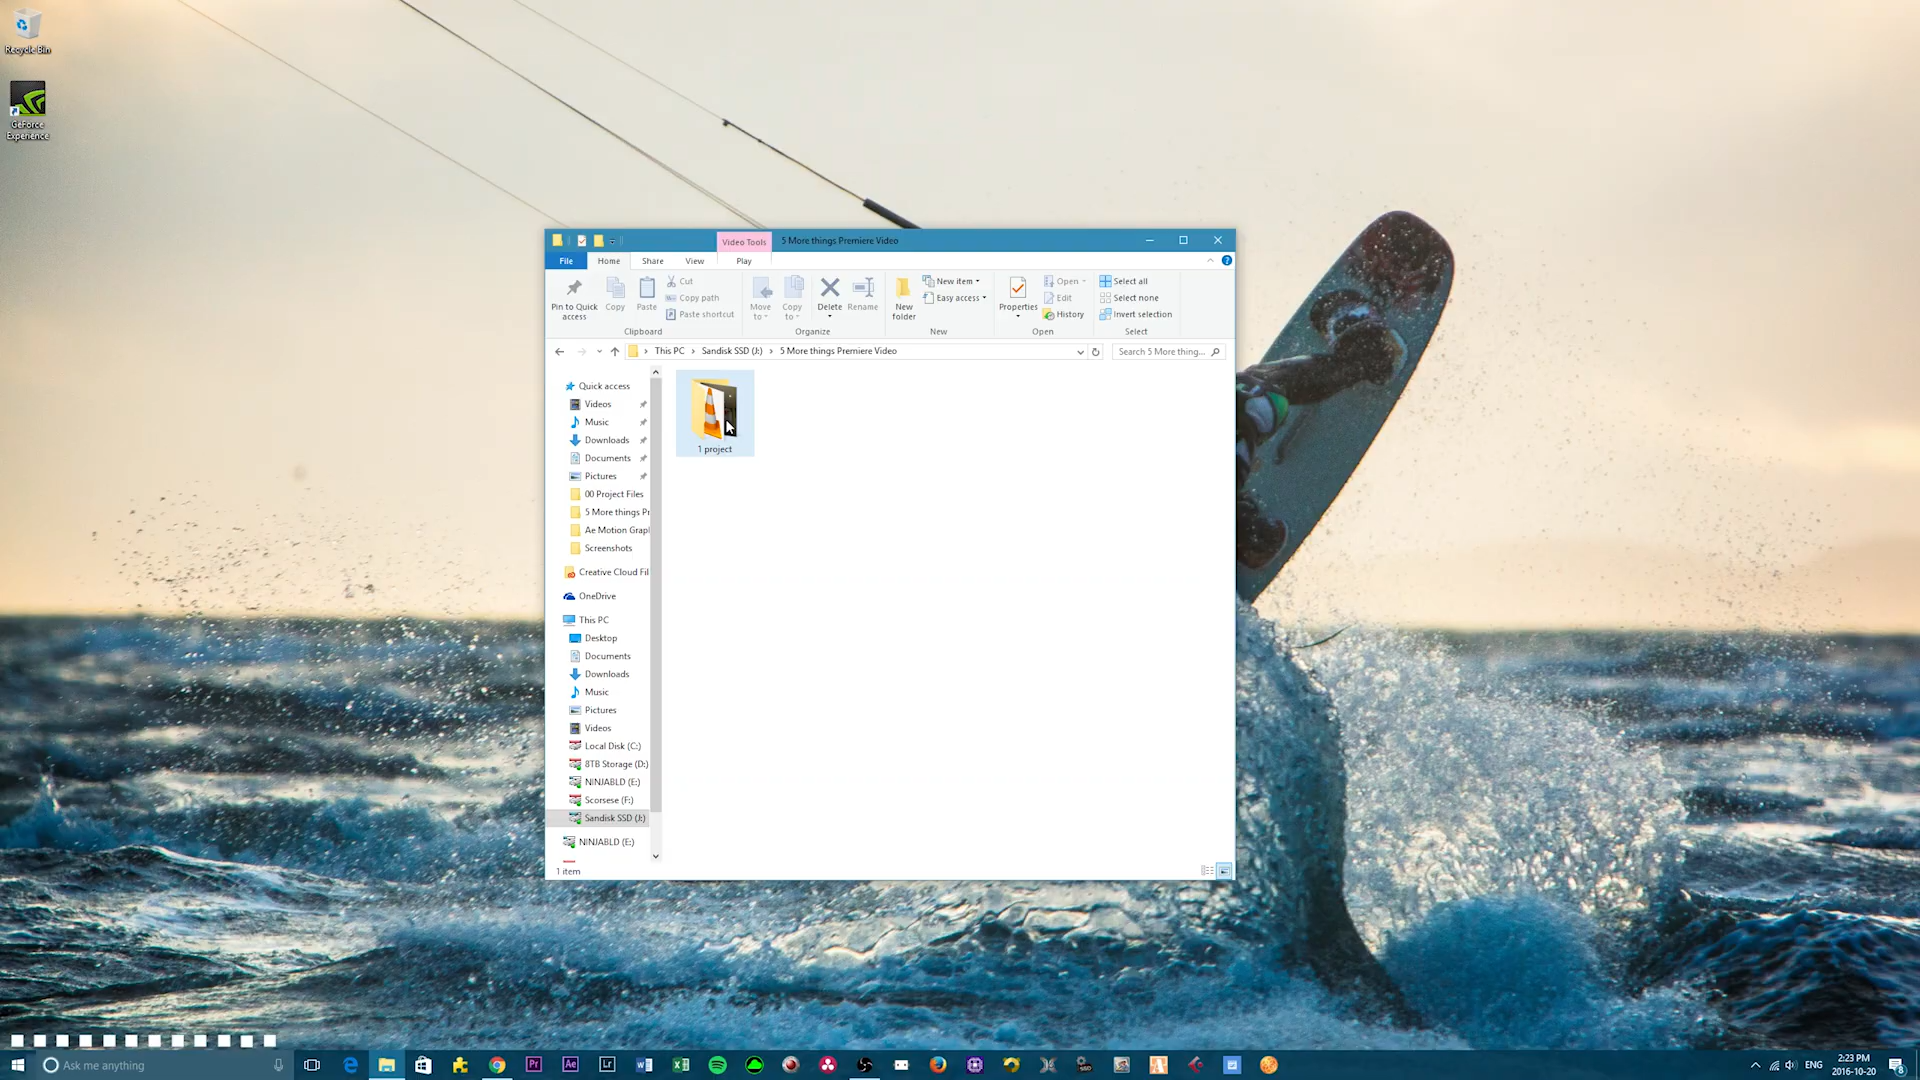 Recycle Bin
GeForce
Experience
Video Tools
5 More things Premiere Video
File
Home
Share
View
Play
Pin to Quick
access
Copy
Paste
Cut
Copy path
Paste shortcut
Move
to
Copy
to
Delete
Rename
New
folder
New item
Easy access
Properties
Open
Edit
History
Select all
Select none
Invert selection
Clipboard
Organize
New
Open
Select
This PC
Sandisk SSD (J:)
5 More things Premiere Video
Search 5 More thing...
Quick access
Videos
Music
Downloads
Documents
Pictures
00 Project Files
5 More things Pr
Ae Motion Grap
Screenshots
Creative Cloud Fil
OneDrive
This PC
Desktop
Documents
Downloads
Music
Pictures
Videos
Local Disk (C:)
8TB Storage (D:)
NINJABLD (E:)
Scorsese (F:)
Sandisk SSD (J:)
NINJABLD (E:)
1 project
1 item
Ask me anything
Pr
Ae
Lr
ENG
2:23 PM
2016-10-20